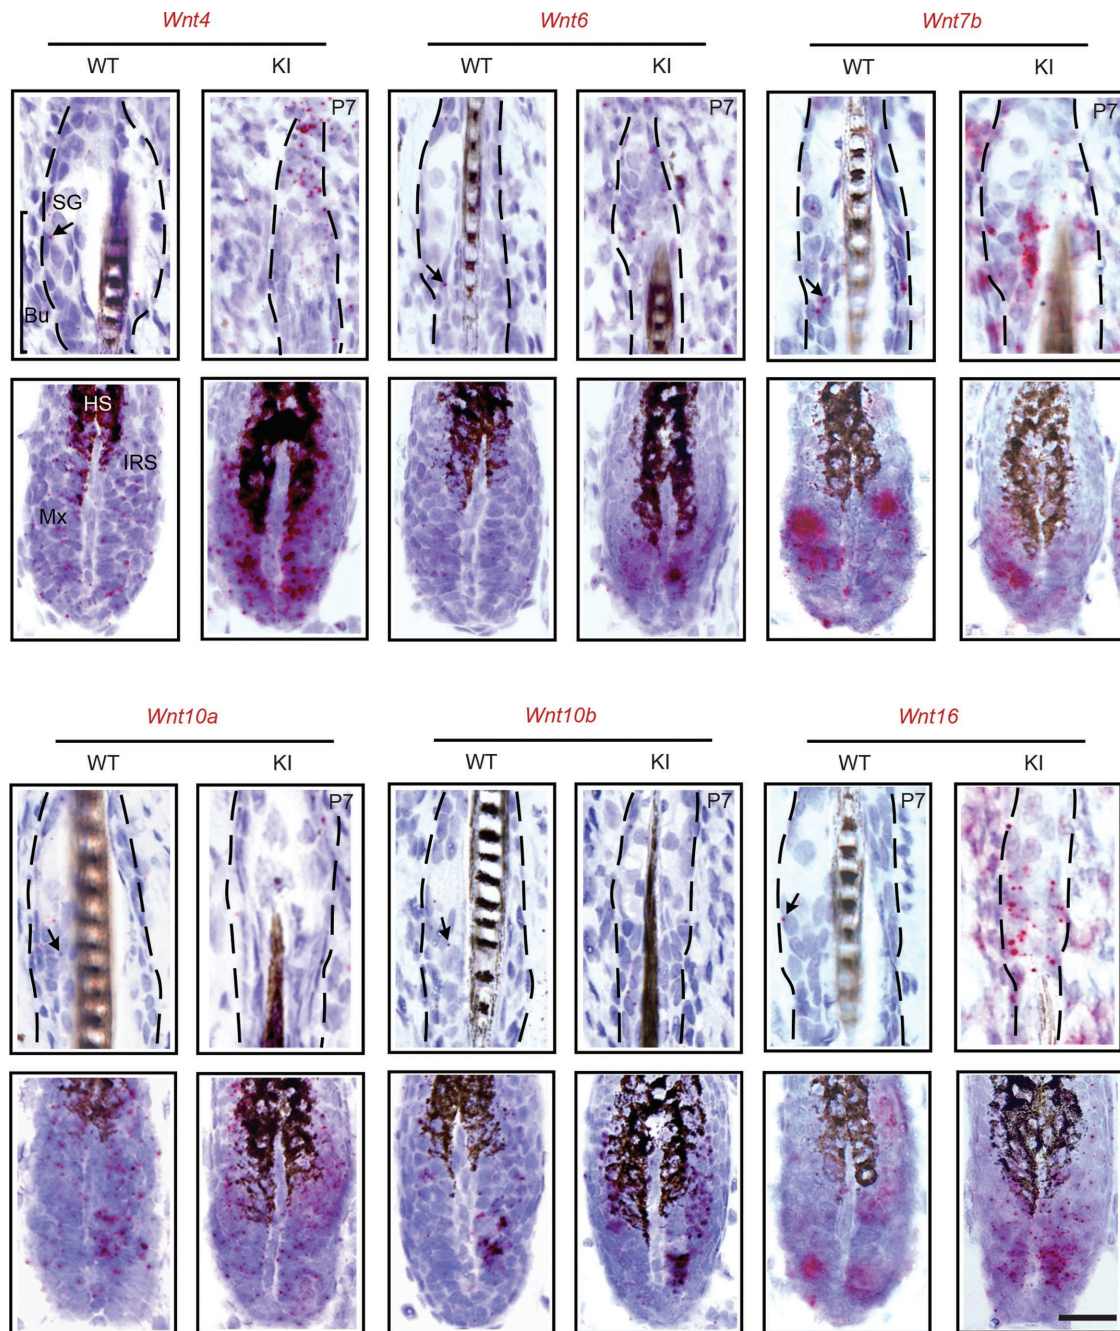 Wnt4 Wnt6 Wnt7b
WT KI WT KI WT KI
P7 P7 P7
SG
Bu
HS
IRS
Mx
Wnt10a Wnt10b Wnt16
WT KI WT KI WT KI
P7 P7 P7